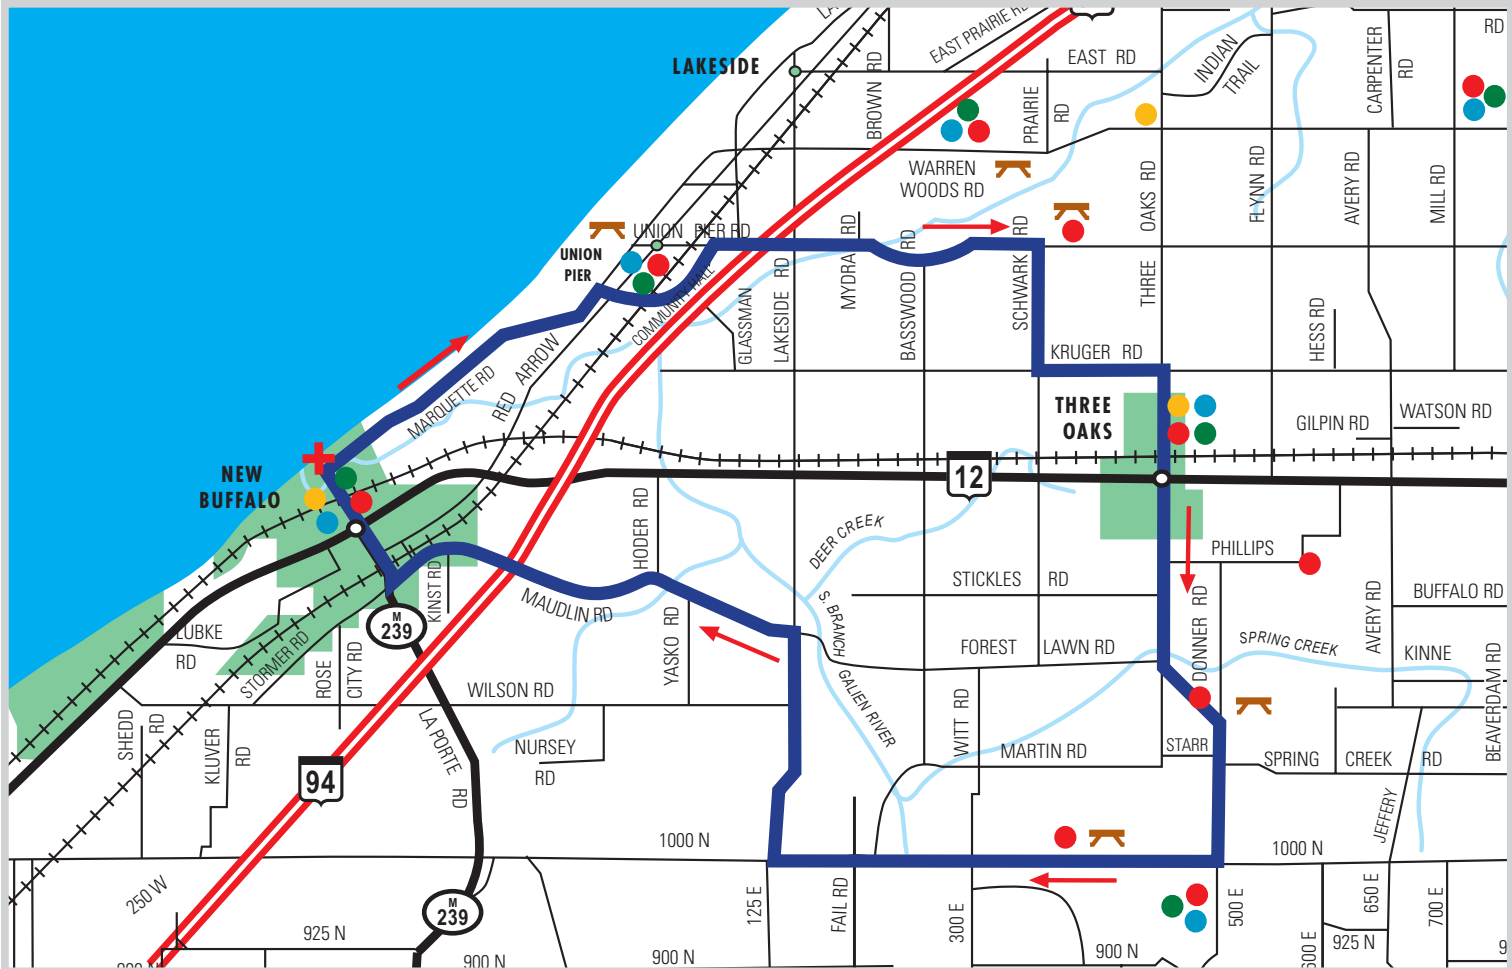 LA
EAST PRAIRIE RD
RD
LAKESIDE
EAST RD
BROWN RD
INDIAN
TRAIL
CARPENTER
RD
PRAIRIE
RD
WARREN
WOODS RD
THREE OAKS RD
FLYNN RD
AVERY RD
MILL RD
UNION PIER RD
UNION
PIER
COMMUNITY HALL
GLASSMAN
LAKESIDE RD
MYDRA RD
BASSWOOD RD
SCHWARK RD
HESS RD
KRUGER RD
MARQUETTE RD
RED ARROW
THREE
OAKS
GILPIN RD
WATSON RD
NEW
BUFFALO
12
HODER RD
DEER CREEK
PHILLIPS
STICKLES RD
BUFFALO RD
KINST RD
MAUDLIN RD
M
239
S. BRANCH
GALIEN RIVER
FOREST LAWN RD
DONNER RD
SPRING CREEK
AVERY RD
KINNE
LUBKE
RD
STORMER RD
ROSE
CITY RD
YASKO RD
WILSON RD
WITT RD
BEAVERDAM RD
SHEDD
RD
KLUVER
RD
LA PORTE
RD
NURSEY
RD
MARTIN RD
STARR
SPRING CREEK RD
94
JEFFERY
1000 N
1000 N
250 W
M
239
125 E
FAIL RD
300 E
500 E
600 E
650 E
700 E
925 N
925 N
900 N
900 N
900 N
900 N
9